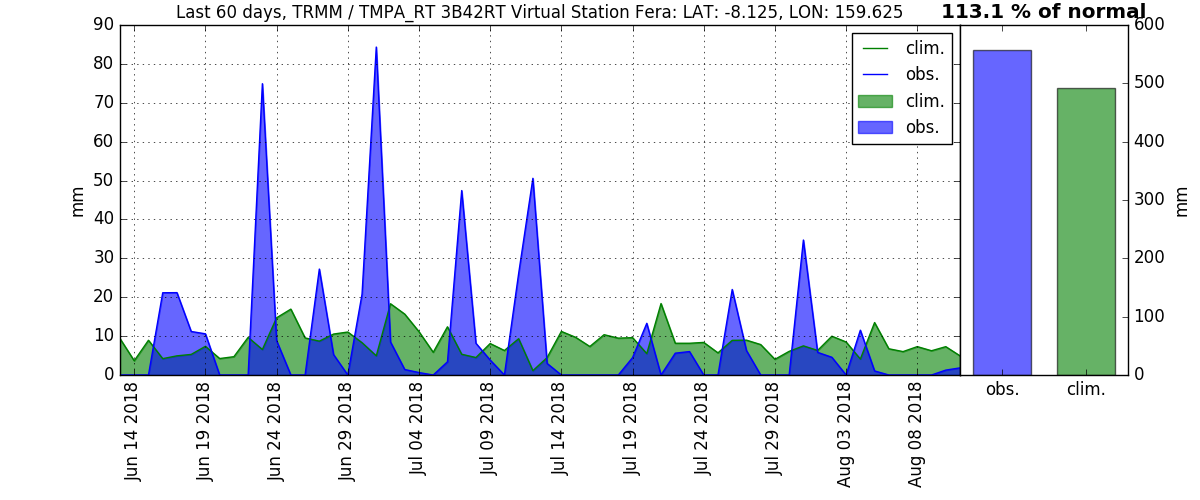 Last 60 days, TRMM / TMPA_RT 3B42RT Virtual Station Fera: LAT: -8.125, LON: 159.625
113.1 % of normal
90
80
70
60
50
40
30
20
10
0
mm
clim.
obs.
clim.
obs.
600
500
400
300
200
100
0
mm
Jun 14 2018
Jun 19 2018
Jun 24 2018
Jun 29 2018
Jul 04 2018
Jul 09 2018
Jul 14 2018
Jul 19 2018
Jul 24 2018
Jul 29 2018
Aug 03 2018
Aug 08 2018
obs.
clim.